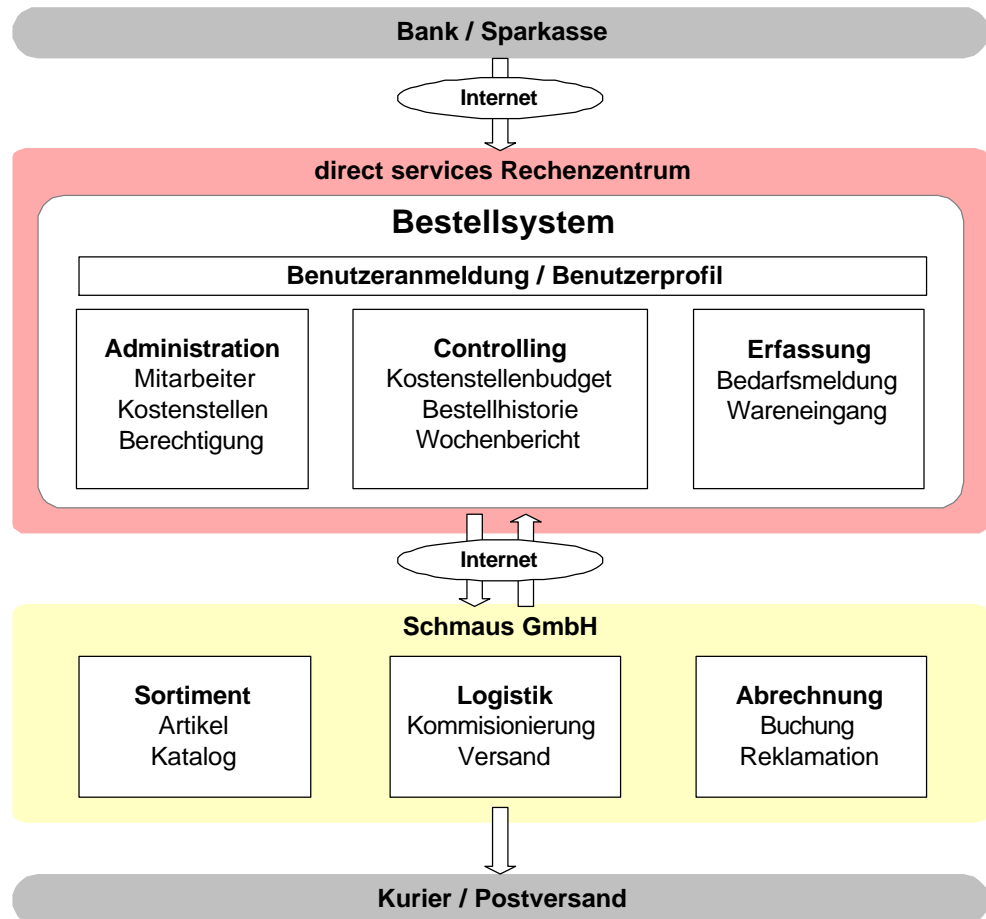 Bank / Sparkasse
Internet
direct services Rechenzentrum
Bestellsystem
Benutzeranmeldung / Benutzerprofil
Administration
Mitarbeiter
Kostenstellen
Berechtigung
Controlling
Kostenstellenbudget
Bestellhistorie
Wochenbericht
Erfassung
Bedarfsmeldung
Wareneingang
Internet
Schmaus GmbH
Sortiment
Artikel
Katalog
Logistik
Kommisionierung
Versand
Abrechnung
Buchung
Reklamation
Kurier / Postversand